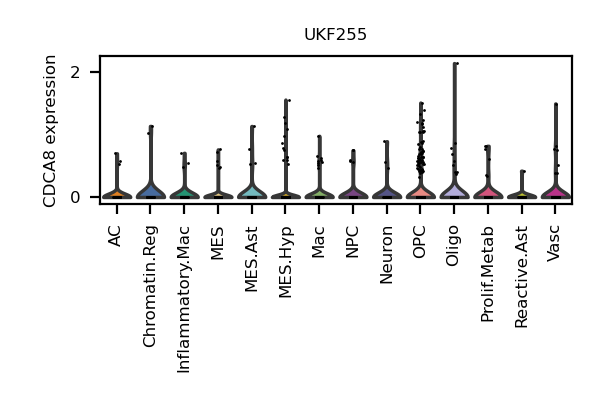 UKF255
CDCA8 expression
2
0
AC
Chromatin.Reg
Inflammatory.Mac
MES
MES.Ast
MES.Hyp
Mac
NPC
Neuron
OPC
Oligo
Prolif.Metab
Reactive.Ast
Vasc